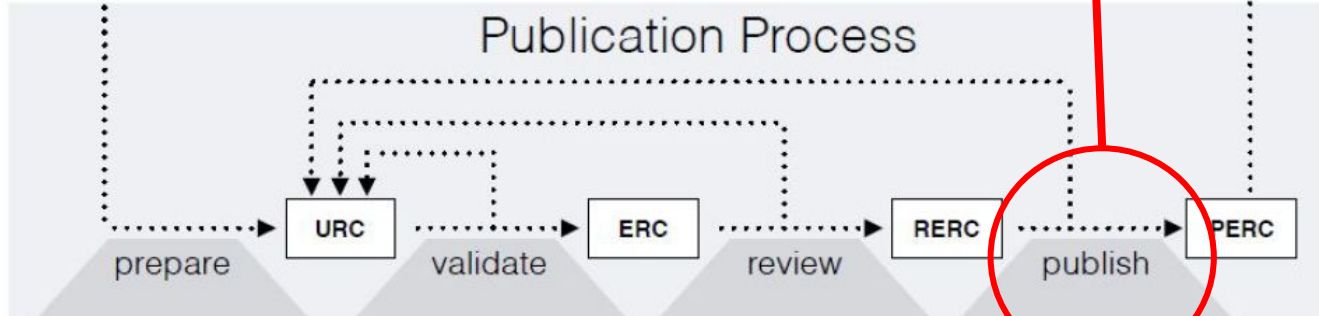 Publication Process
URC
ERC
RERC
PERC
prepare
validate
review
publish